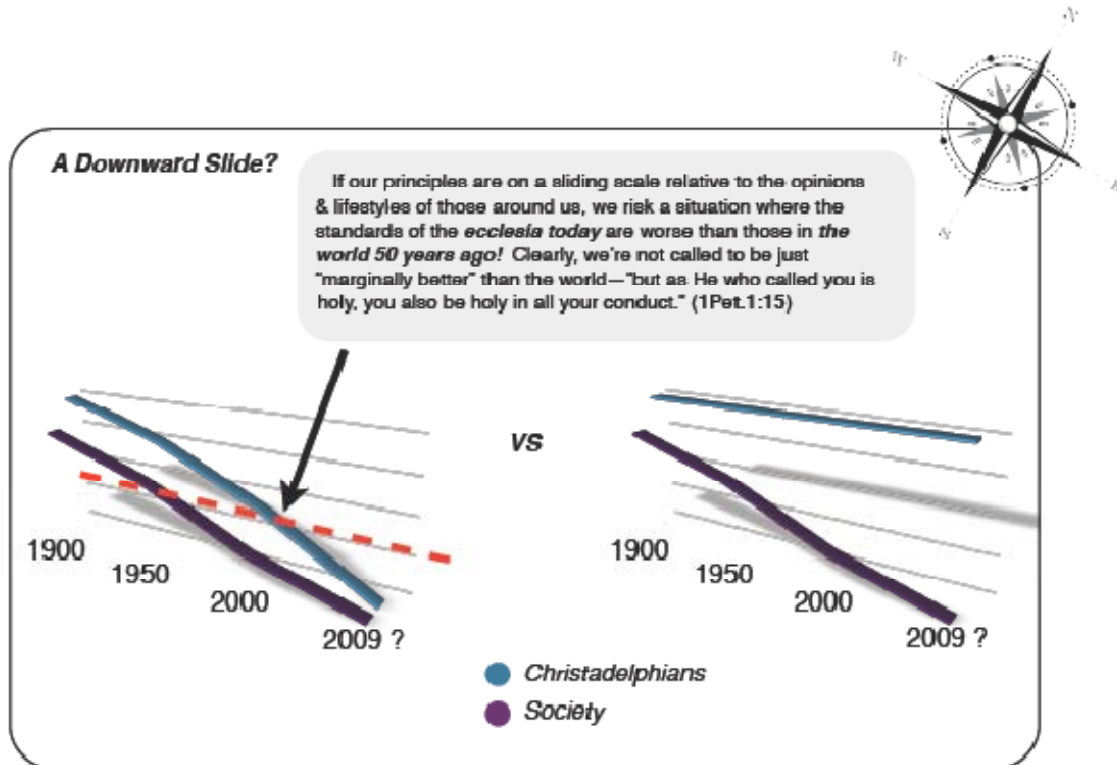 A Downward Slide?
If our principles are on a sliding scale relative to the opinions
& lifestyles of those around us, we risk a situation where the
standards of the ecclesia today are worse than those in the
world 50 years ago! Clearly, we're not called to be just
"marginally better" than the world—"but as He who called you is
holy, you also be holy in all your conduct." (1Pet.1:15)
vs
1900
1950
2000
2009 ?
1900
1950
2000
2009 ?
Christadelphians
Society